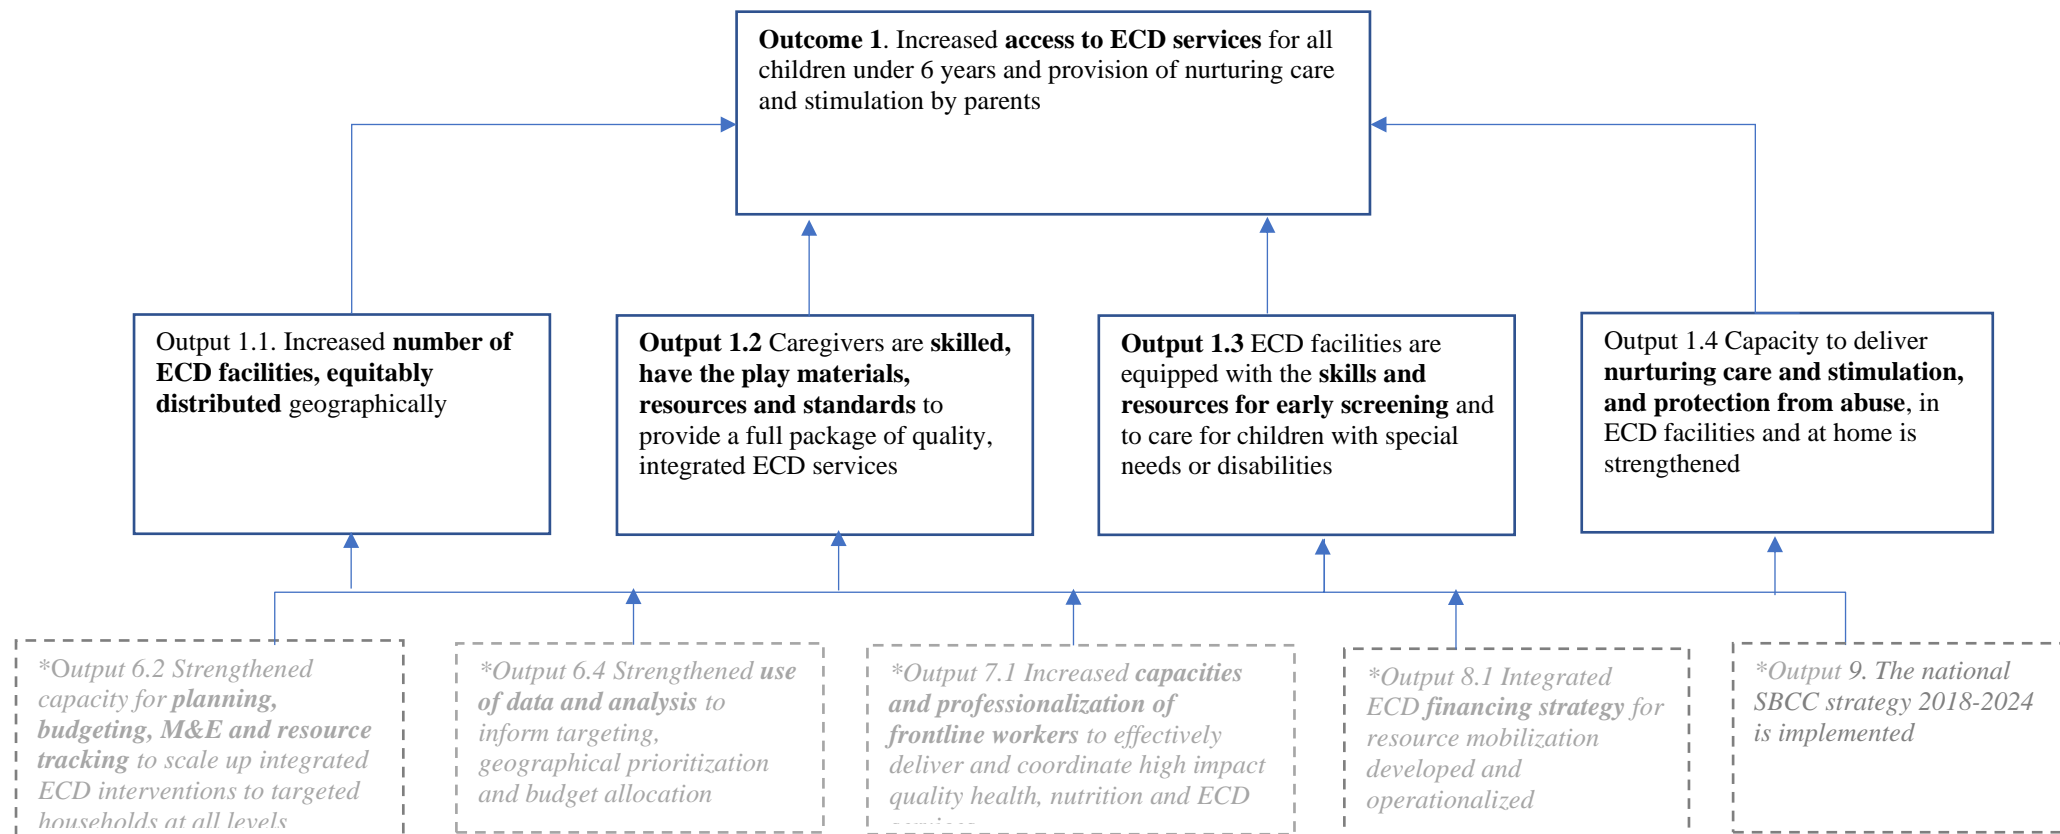 Outcome 1. Increased access to ECD services for all
children under 6 years and provision of nurturing care
and stimulation by parents
Output 1.1. Increased number of
ECD facilities, equitably
distributed geographically
Output 1.2 Caregivers are skilled,
have the play materials,
resources and standards to
provide a full package of quality,
integrated ECD services
Output 1.3 ECD facilities are
equipped with the skills and
resources for early screening and
to care for children with special
needs or disabilities
Output 1.4 Capacity to deliver
nurturing care and stimulation,
and protection from abuse, in
ECD facilities and at home is
strengthened
*Output 6.2 Strengthened
capacity for planning,
budgeting, M&E and resource
tracking to scale up integrated
ECD interventions to targeted
households at all levels
*Output 6.4 Strengthened use
of data and analysis to
inform targeting,
geographical prioritization
and budget allocation
*Output 7.1 Increased capacities
and professionalization of
frontline workers to effectively
deliver and coordinate high impact
quality health, nutrition and ECD
*Output 8.1 Integrated
ECD financing strategy for
resource mobilization
developed and
operationalized
*Output 9. The national
SBCC strategy 2018-2024
is implemented